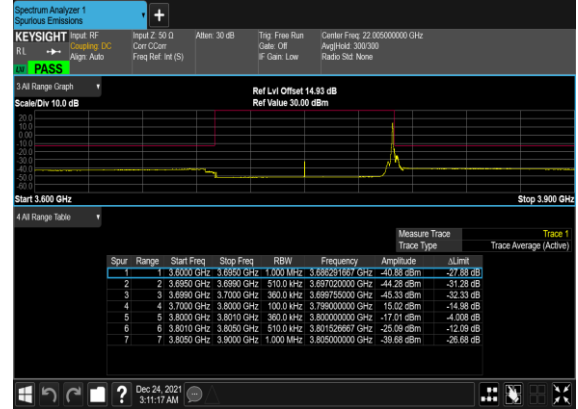 Spectrum Analyzer 1
Spurious Emissions
+
KEYSIGHT Input: RF Input Z: 50 Ω Atten: 30 dB Trig: Free Run Center Freq: 22.005000000 GHz
RL Coupling: DC Corr CCorr Gate: Off Avg|Hold: 300/300
Align: Auto Freq Ref: Int (S) IF Gain: Low Radio Std: None
PASS
3 All Range Graph
Ref Lvl Offset 14.93 dB
Scale/Div 10.0 dB Ref Value 30.00 dBm
20.0
10.0
0.00
-10.0
-20.0
-30.0
-40.0
-50.0
-60.0
Start 3.600 GHz Stop 3.900 GHz
4 All Range Table
Measure Trace Trace 1
Trace Type Trace Average (Active)
Spur Range Start Freq Stop Freq RBW Frequency Amplitude ΔLimit
1 1 3.6000 GHz 3.6950 GHz 1.000 MHz 3.686291667 GHz -40.88 dBm -27.88 dB
2 2 3.6950 GHz 3.6990 GHz 510.0 kHz 3.697020000 GHz -44.28 dBm -31.28 dB
3 3 3.6990 GHz 3.7000 GHz 360.0 kHz 3.699755000 GHz -45.33 dBm -32.33 dB
4 4 3.7000 GHz 3.8000 GHz 100.0 kHz 3.799000000 GHz 15.02 dBm -14.98 dB
5 5 3.8000 GHz 3.8010 GHz 360.0 kHz 3.800000000 GHz -17.01 dBm -4.008 dB
6 6 3.8010 GHz 3.8050 GHz 510.0 kHz 3.801526667 GHz -25.09 dBm -12.09 dB
7 7 3.8050 GHz 3.9000 GHz 1.000 MHz 3.805000000 GHz -39.68 dBm -26.68 dB
? Dec 24, 2021
3:11:17 AM